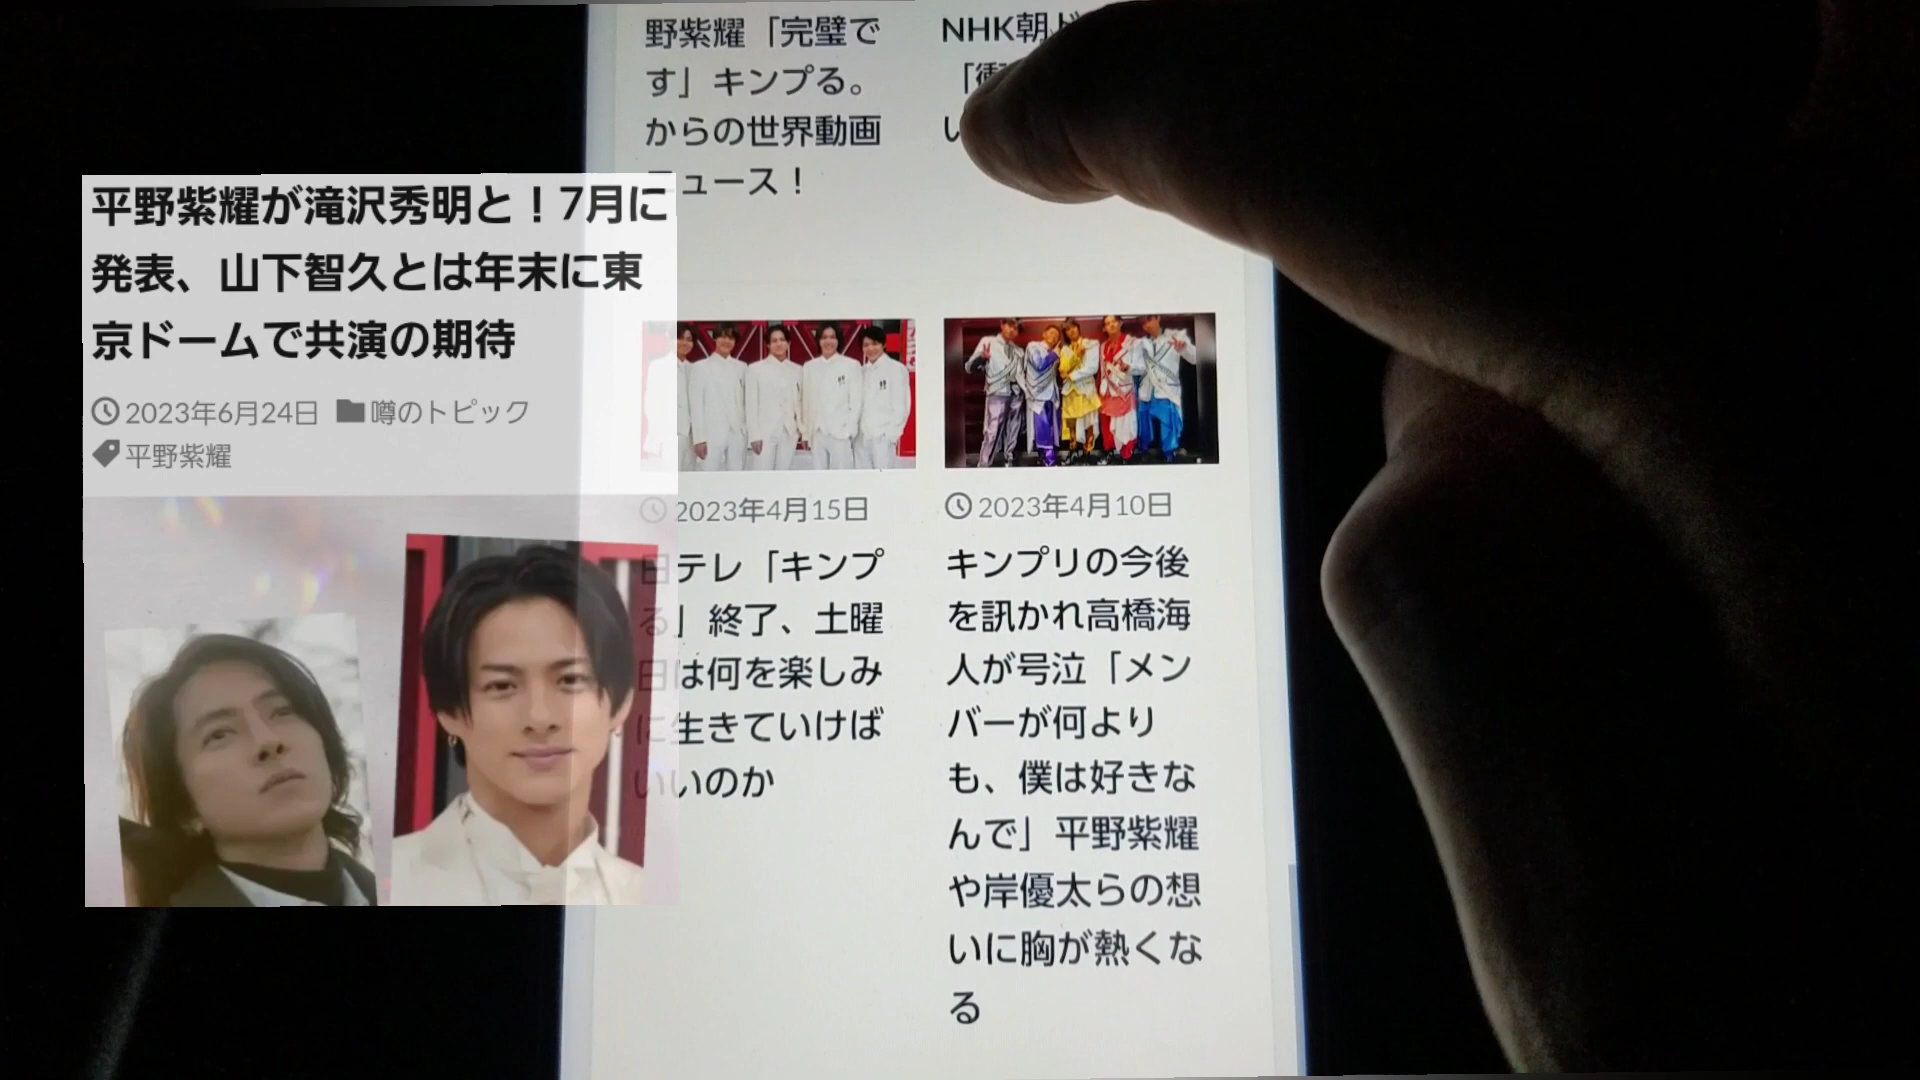 平野紫耀が滝沢秀明と！7月に
発表、山下智久とは年末に東
京ドームで共演の期待
2023年6月24日 噂のトピック
平野紫耀
野紫耀「完璧で
す」キンプる。
からの世界動画
ニュース！
NHK朝ド
「衝
い
2023年4月15日
日テレ「キンプ
る」終了、土曜
日は何を楽しみ
に生きていけば
いいのか
2023年4月10日
キンプリの今後
を訊かれ高橋海
人が号泣「メン
バーが何より
も、僕は好きな
んで」平野紫耀
や岸優太らの想
いに胸が熱くな
る